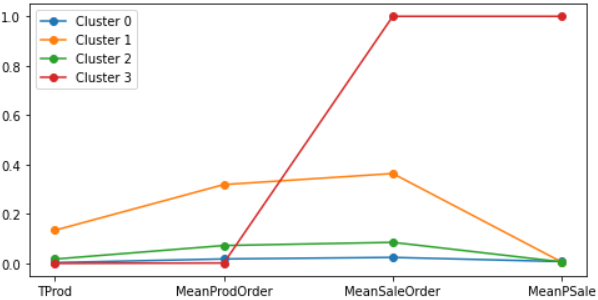 1.0
0.8
0.6
0.4
0.2
0.0
Cluster 0
Cluster 1
Cluster 2
Cluster 3
TProd MeanProdOrder MeanSaleOrder MeanPSale